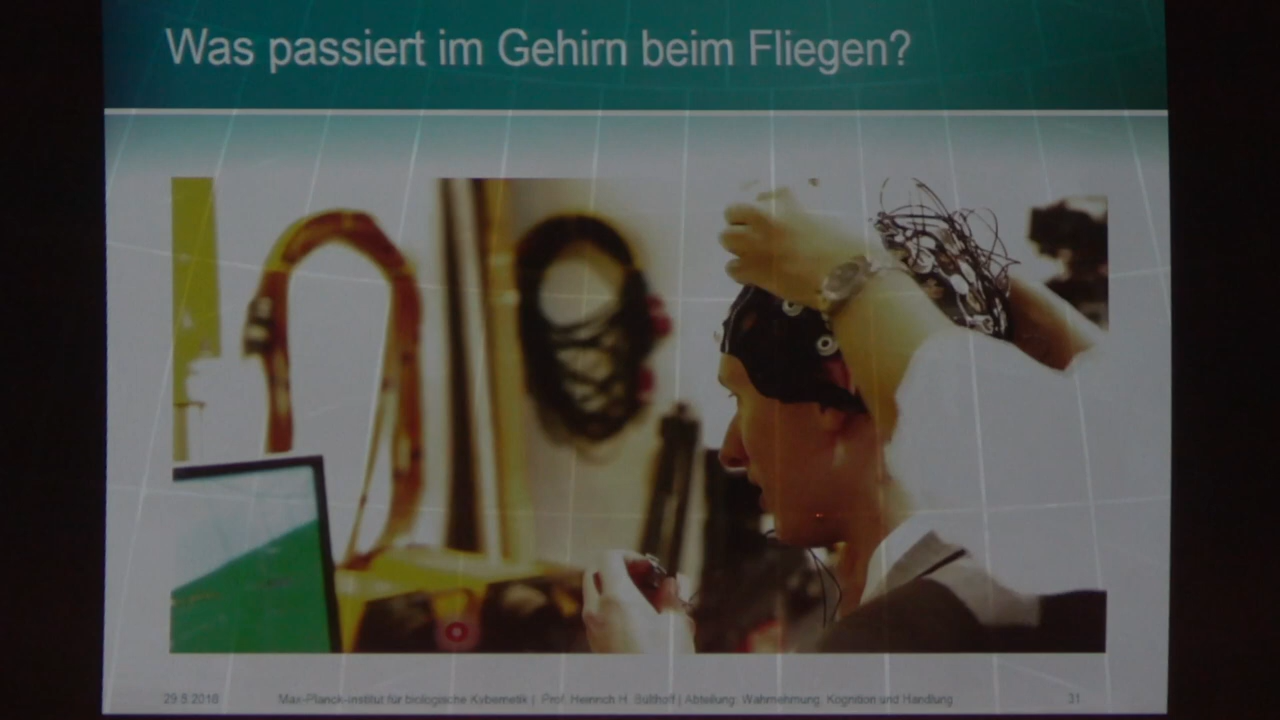 Was passiert im Gehirn beim Fliegen?
29.5.2018 Max-Planck-Institut für biologische Kybernetik | Prof. Heinrich H. Bülthoff | Abteilung: Wahrnehmung, Kognition und Handlung 31